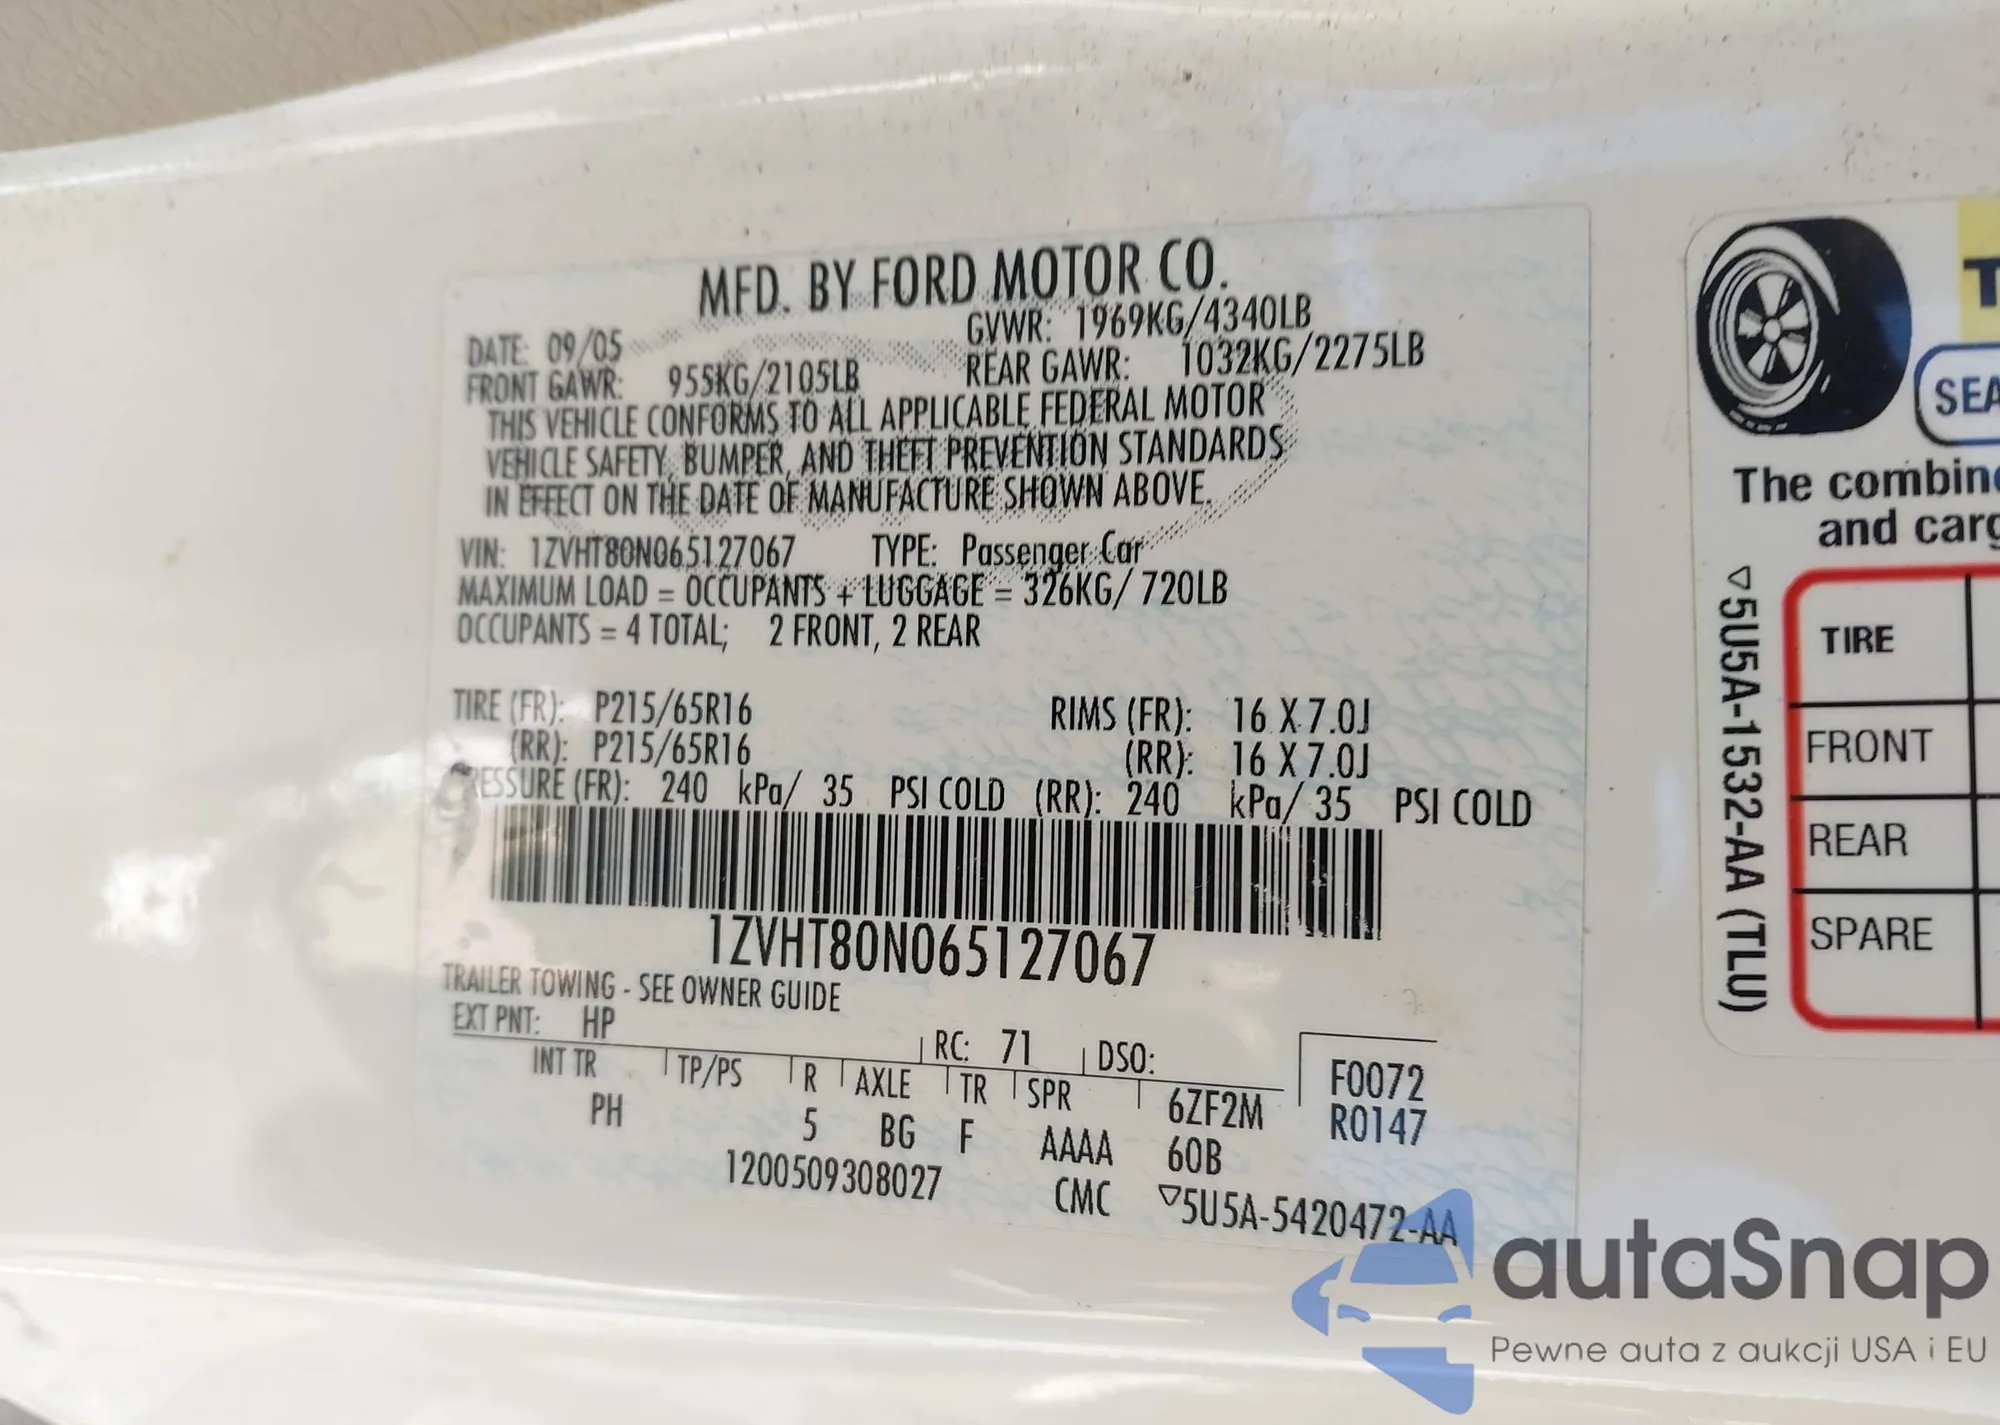 MFD. BY FORD MOTOR CO.
DATE: 09/05 GVWR: 1969KG/4340LB
FRONT GAWR: 955KG/2105LB REAR GAWR: 1032KG/2275LB
THIS VEHICLE CONFORMS TO ALL APPLICABLE FEDERAL MOTOR
VEHICLE SAFETY, BUMPER, AND THEFT PREVENTION STANDARDS
IN EFFECT ON THE DATE OF MANUFACTURE SHOWN ABOVE.
VIN: 1ZVHT80N065127067 TYPE: Passenger Car
MAXIMUM LOAD = OCCUPANTS + LUGGAGE = 326KG/ 720LB
OCCUPANTS = 4 TOTAL; 2 FRONT, 2 REAR
TIRE (FR): P215/65R16 RIMS (FR): 16 X 7.0J
(RR): P215/65R16 (RR): 16 X 7.0J
RESSURE (FR): 240 kPa/ 35 PSI COLD (RR): 240 kPa/ 35 PSI COLD
1ZVHT80N065127067
TRAILER TOWING - SEE OWNER GUIDE
EXT PNT: HP RC: 71 DSO: F0072
INT TR TP/PS R AXLE TR SPR 6ZF2M R0147
PH 5 BG F AAAA 60B
1200509308027 CMC ▽5U5A-5420472-AA
T
SEA
The combin
and carg
▽5U5A-1532-AA (TLU)
TIRE
FRONT
REAR
SPARE
autaSnap
Pewne auta z aukcji USA i EU